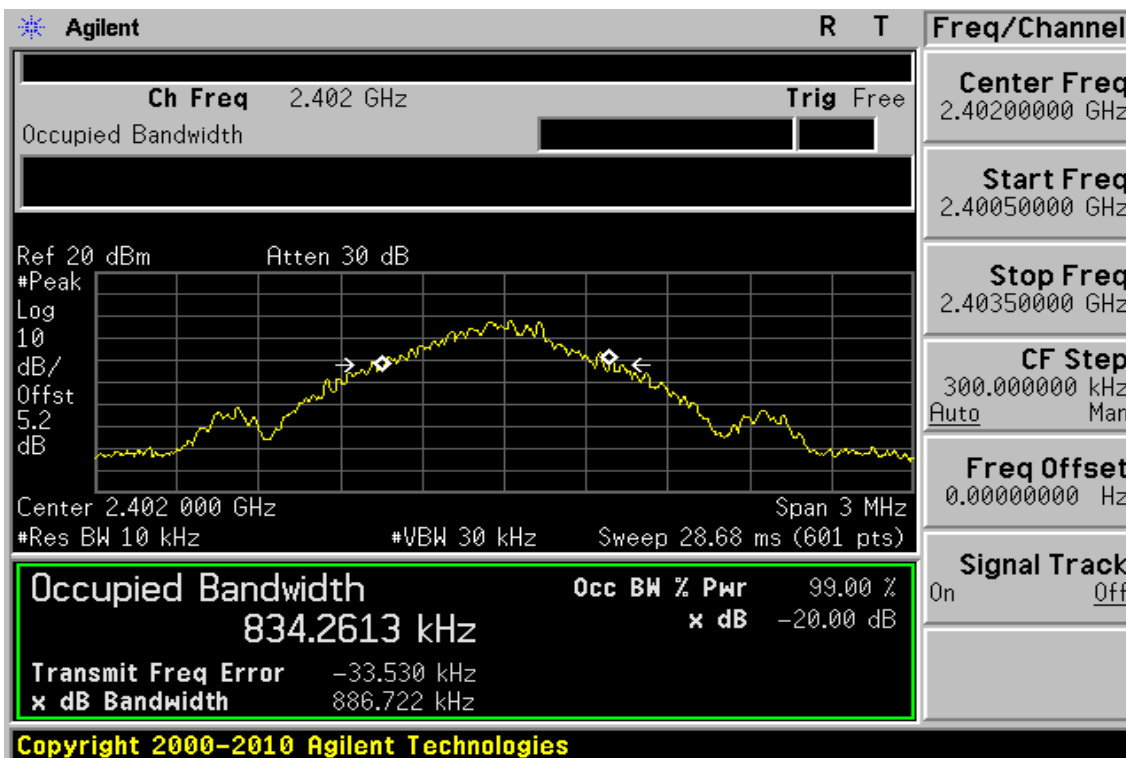 Agilent R T
Ch Freq 2.402 GHz Trig Free
Occupied Bandwidth
Ref 20 dBm Atten 30 dB
#Peak
Log
10
dB/
Offst
5.2
dB
Center 2.402 000 GHz Span 3 MHz
#Res BW 10 kHz #VBW 30 kHz Sweep 28.68 ms (601 pts)
Occupied Bandwidth Occ BW % Pwr 99.00 %
834.2613 kHz x dB -20.00 dB
Transmit Freq Error -33.530 kHz
x dB Bandwidth 886.722 kHz
Copyright 2000-2010 Agilent Technologies
Freq/Channel
Center Freq
2.40200000 GHz
Start Freq
2.40050000 GHz
Stop Freq
2.40350000 GHz
CF Step
300.000000 kHz
Auto Man
Freq Offset
0.00000000 Hz
Signal Track
On Off